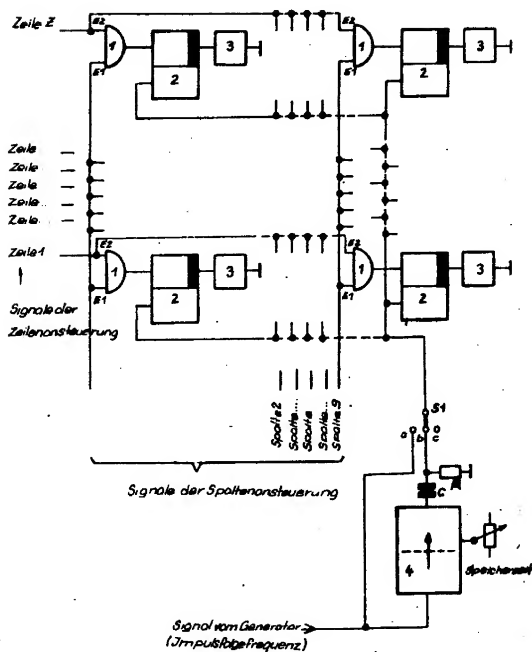 Zeile Z
E2
1
E1
2
3
E2
1
E1
2
3
Zeile
Zeile
Zeile
Zeile...
Zeile...
Zeile 1
E2
1
E1
2
3
E2
1
E1
2
3
Signale der
Zeilenansteuerung
Spalte 2
Spalte...
Spalte
Spalte...
Spalte S
Signale der Spaltenansteuerung
S1
a
b
c
R
C
4
Speicherzeit
Signal vom Generator
(Impulsfolgefrequenz)